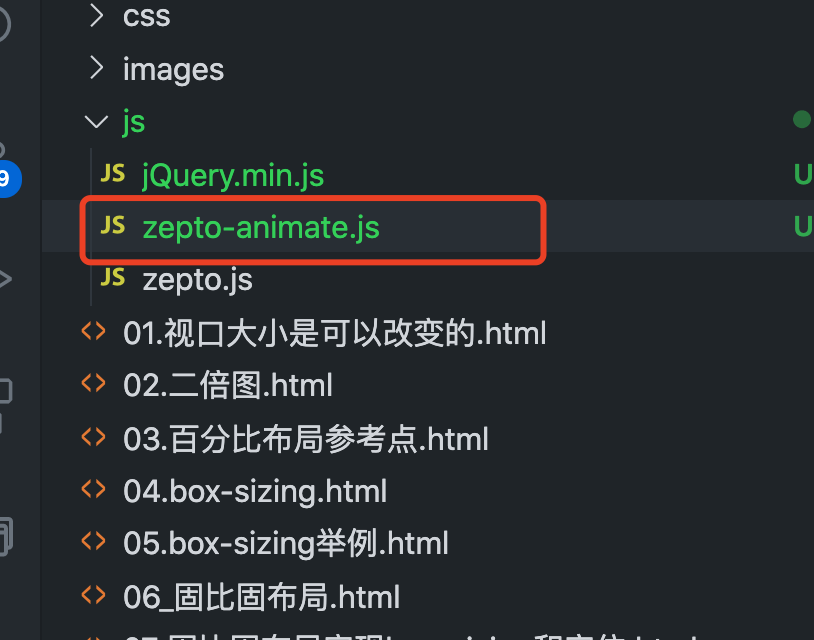 css
images
js
JS jQuery.min.js U
9
JS zepto-animate.js U
JS zepto.js
<> 01.视口大小是可以改变的.html
<> 02.二倍图.html
<> 03.百分比布局参考点.html
<> 04.box-sizing.html
<> 05.box-sizing举例.html
<> 06_固比固布局.html